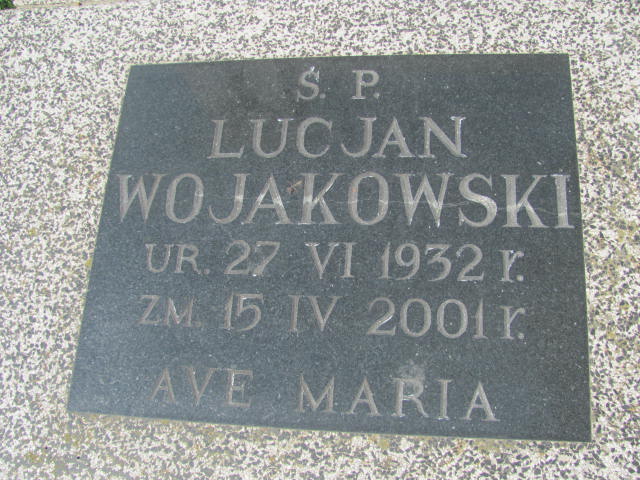 Ś. P.
LUCJAN
WOJAKOWSKI
UR. 27 VI 1932 r.
ZM. 15 IV 2001 r.
AVE MARIA